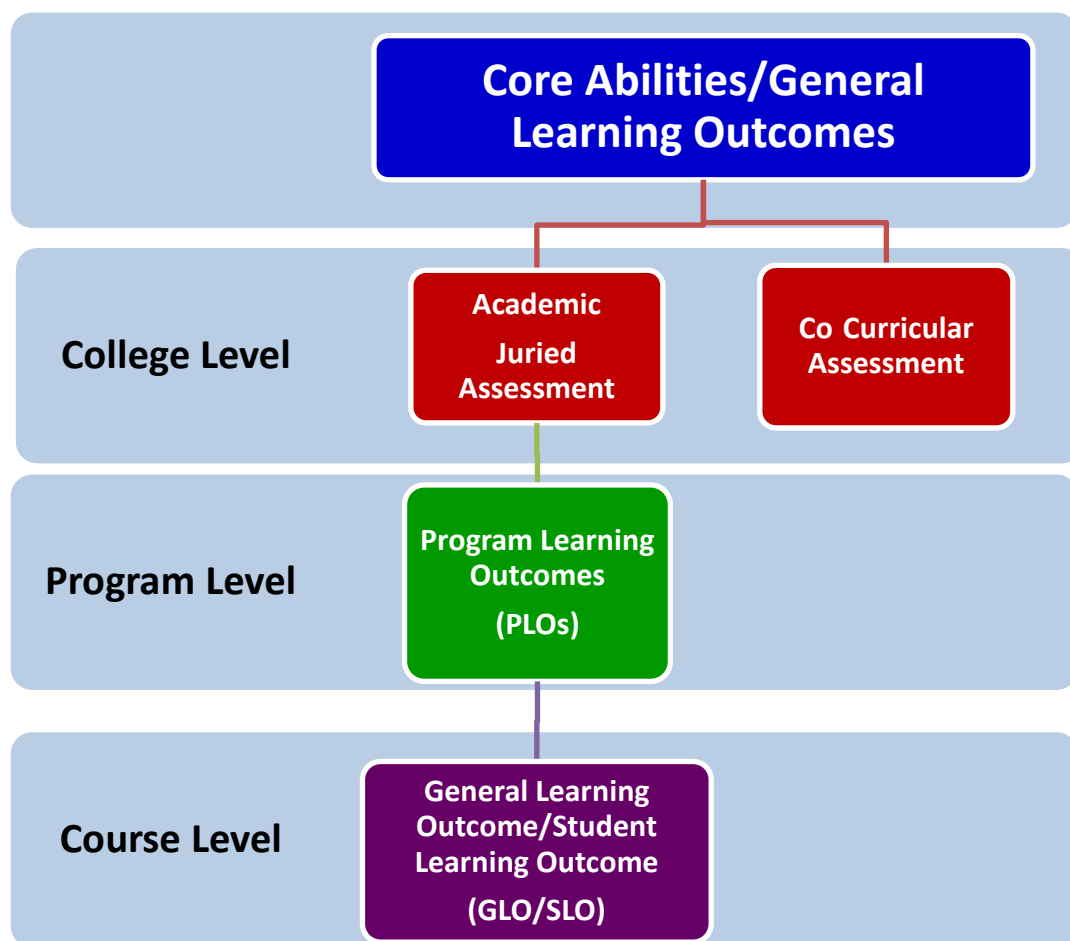 Core Abilities/General
Learning Outcomes
College Level
Academic
Juried
Assessment
Co Curricular
Assessment
Program Level
Program Learning
Outcomes
(PLOs)
Course Level
General Learning
Outcome/Student
Learning Outcome
(GLO/SLO)